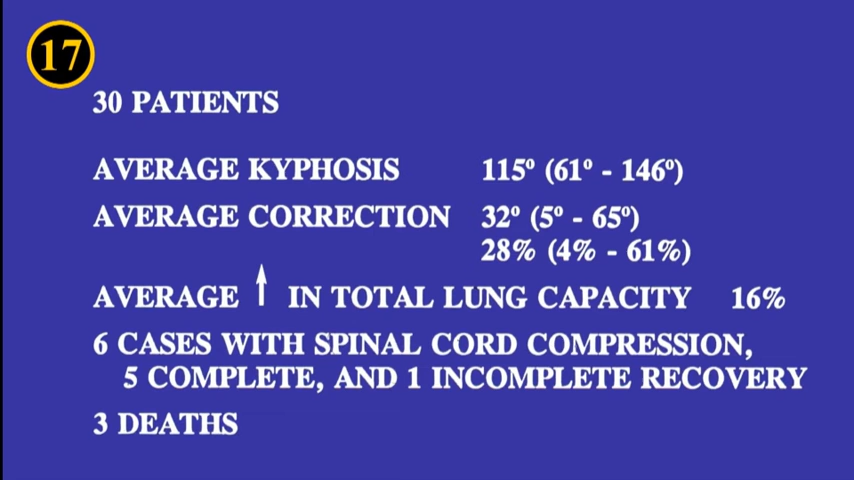 17
30 PATIENTS
AVERAGE KYPHOSIS 115º (61º - 146º)
AVERAGE CORRECTION 32º (5º - 65º)
28% (4% - 61%)
AVERAGE ↑ IN TOTAL LUNG CAPACITY 16%
6 CASES WITH SPINAL CORD COMPRESSION,
5 COMPLETE, AND 1 INCOMPLETE RECOVERY
3 DEATHS